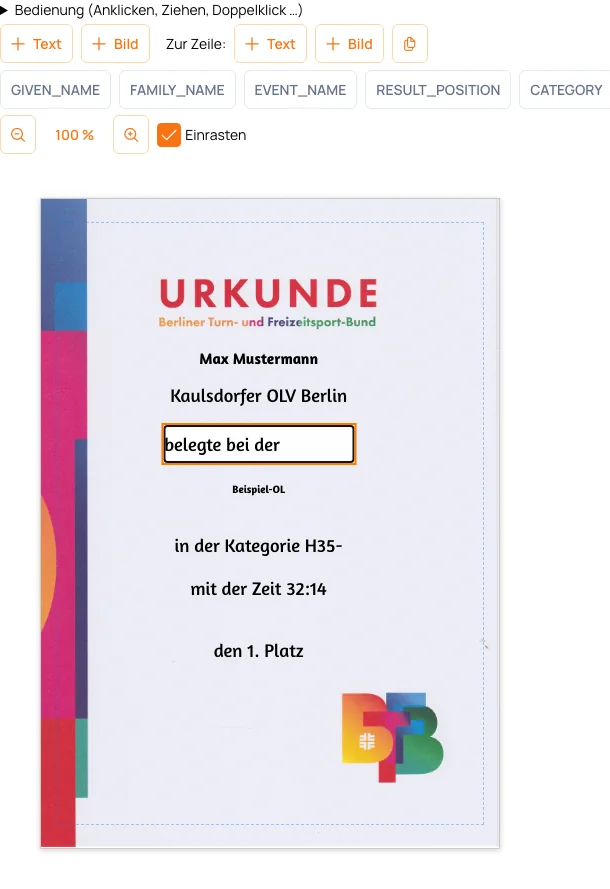 Bedienung (Anklicken, Ziehen, Doppelklick ...)
+ Text + Bild Zur Zeile: + Text + Bild
GIVEN_NAME FAMILY_NAME EVENT_NAME RESULT_POSITION CATEGORY
100 % Einrasten
URKUNDE
Berliner Turn- und Freizeitsport-Bund
Max Mustermann
Kaulsdorfer OLV Berlin
belegte bei der
Beispiel-OL
in der Kategorie H35-
mit der Zeit 32:14
den 1. Platz
BTFB